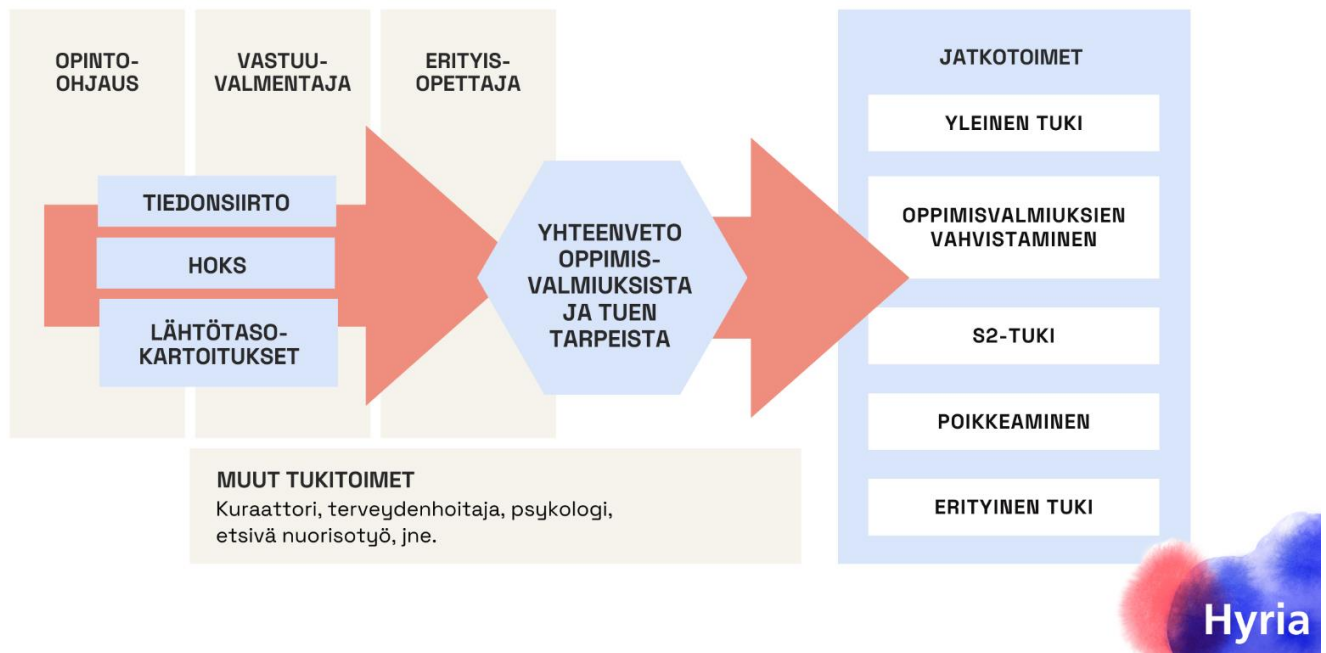 OPINTO-
OHJAUS
VASTUU-
VALMENTAJA
ERITYIS-
OPETTAJA
TIEDONSIIRTO
HOKS
LÄHTÖTASO-
KARTOITUKSET
YHTEENVETO
OPPIMIS-
VALMIUKSISTA
JA TUEN
TARPEISTA
MUUT TUKITOIMET
Kuraattori, terveydenhoitaja, psykologi,
etsivä nuorisotyö, jne.
JATKOTOIMET
YLEINEN TUKI
OPPIMISVALMIUKSIEN
VAHVISTAMINEN
S2-TUKI
POIKKEAMINEN
ERITYINEN TUKI
Hyria